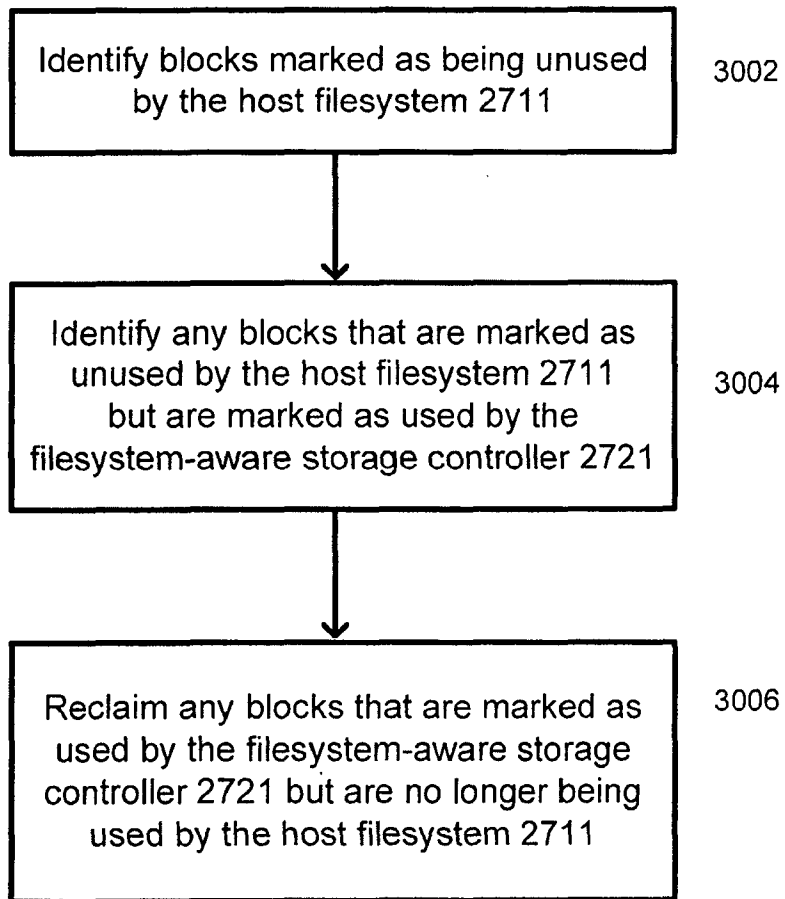 Identify blocks marked as being unused
by the host filesystem 2711
3002
Identify any blocks that are marked as
unused by the host filesystem 2711
but are marked as used by the
filesystem-aware storage controller 2721
3004
Reclaim any blocks that are marked as
used by the filesystem-aware storage
controller 2721 but are no longer being
used by the host filesystem 2711
3006